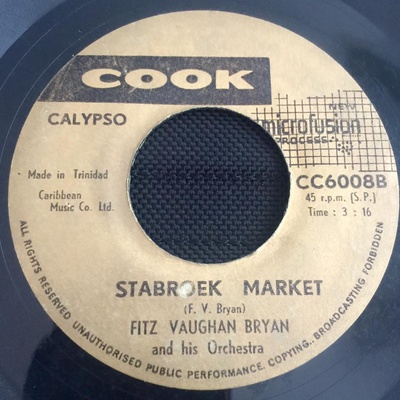 COOK
CALYPSO
NEW
microfusion
PROCESS
Made in Trinidad
Caribbean
Music Co. Ltd.
CC6008B
45 r.p.m. (S.P.)
Time : 3 : 16
STABROEK MARKET
(F. V. Bryan)
FITZ VAUGHAN BRYAN
and his Orchestra
ALL RIGHTS RESERVED UNAUTHORISED PUBLIC PERFORMANCE, COPYING, BROADCASTING FORBIDDEN